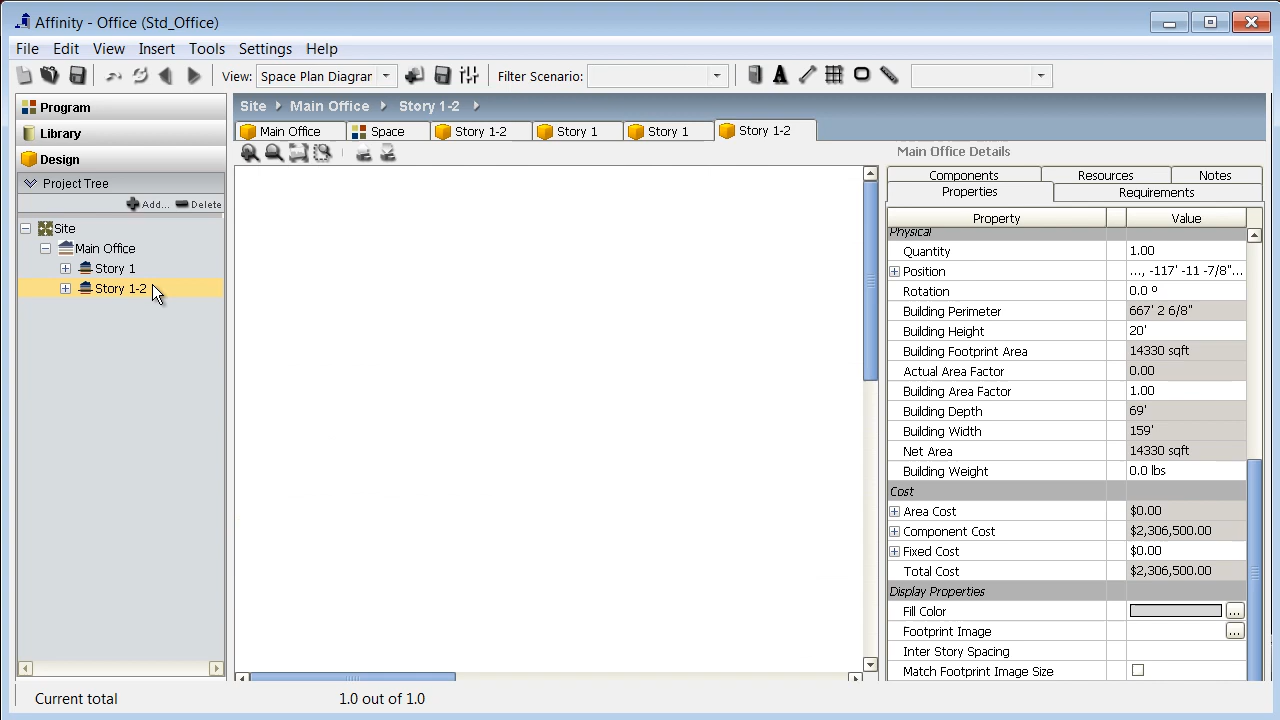 Affinity - Office (Std_Office)
File Edit View Insert Tools Settings Help
View: Space Plan Diagrar Filter Scenario:
Program
Library
Design
Project Tree
Add... Delete
Site
Main Office
Story 1
Story 1-2
Site Main Office Story 1-2
Main Office Space Story 1-2 Story 1 Story 1 Story 1-2
Main Office Details
Components Resources Notes
Properties Requirements
Property Value
Physical
Quantity 1.00
Position ..., -117' -11 -7/8"...
Rotation 0.0 º
Building Perimeter 667' 2 6/8"
Building Height 20'
Building Footprint Area 14330 sqft
Actual Area Factor 0.00
Building Area Factor 1.00
Building Depth 69'
Building Width 159'
Net Area 14330 sqft
Building Weight 0.0 lbs
Cost
Area Cost $0.00
Component Cost $2,306,500.00
Fixed Cost $0.00
Total Cost $2,306,500.00
Display Properties
Fill Color ...
Footprint Image ...
Inter Story Spacing
Match Footprint Image Size
Current total 1.0 out of 1.0